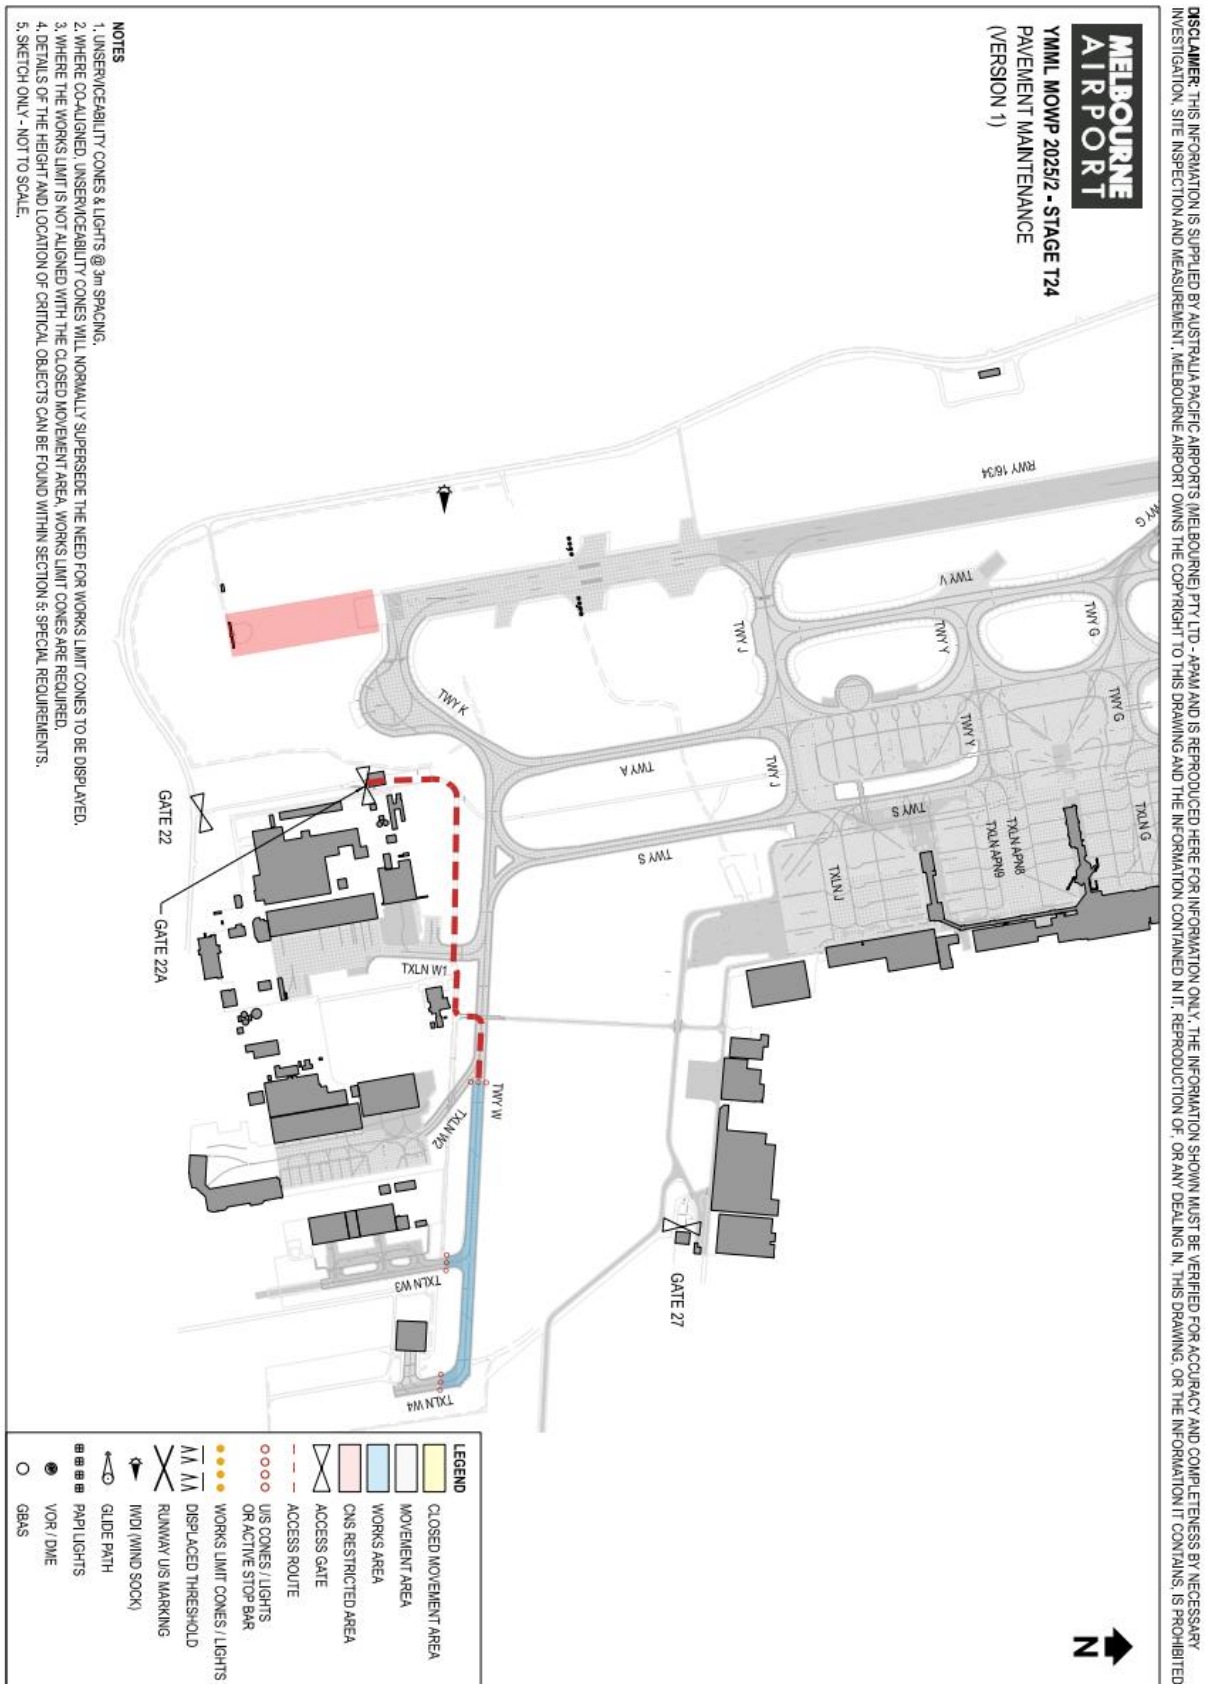 DISCLAIMER: THIS INFORMATION IS SUPPLIED BY AUSTRALIA PACIFIC AIRPORTS (MELBOURNE) PTY LTD - APAM AND IS REPRODUCED HERE FOR INFORMATION ONLY. THE INFORMATION SHOWN MUST BE VERIFIED FOR ACCURACY AND COMPLETENESS BY NECESSARY
INVESTIGATION, SITE INSPECTION AND MEASUREMENT. MELBOURNE AIRPORT OWNS THE COPYRIGHT TO THIS DRAWING AND THE INFORMATION CONTAINED IN IT. REPRODUCTION OF, OR ANY DEALING IN, THIS DRAWING, OR THE INFORMATION IT CONTAINS, IS PROHIBITED
MELBOURNE
AIRPORT
YMML MOWP 2025/2 - STAGE T24
PAVEMENT MAINTENANCE
(VERSION 1)
RWY 16/34
WY G
TWY V
TWY G
TWY Y
TWY J
TWY G
TWY Y
TWY K
TWY A
TWY J
TWY S
TXLN G
TXLN APN8
TXLN APN9
TWY S
TXLN J
GATE 22
GATE 22A
TXLN W1
TWY W
TXLN W2
GATE 27
TXLN W3
TXLN W4
NOTES
1. UNSERVICEABILITY CONES & LIGHTS @ 3m SPACING.
2. WHERE CO-ALIGNED, UNSERVICEABILITY CONES WILL NORMALLY SUPERSEDE THE NEED FOR WORKS LIMIT CONES TO BE DISPLAYED.
3. WHERE THE WORKS LIMIT IS NOT ALIGNED WITH THE CLOSED MOVEMENT AREA, WORKS LIMIT CONES ARE REQUIRED.
4. DETAILS OF THE HEIGHT AND LOCATION OF CRITICAL OBJECTS CAN BE FOUND WITHIN SECTION 5: SPECIAL REQUIREMENTS.
5. SKETCH ONLY - NOT TO SCALE.
N
LEGEND
CLOSED MOVEMENT AREA
MOVEMENT AREA
WORKS AREA
CNS RESTRICTED AREA
ACCESS GATE
ACCESS ROUTE
U/S CONES / LIGHTS
OR ACTIVE STOP BAR
WORKS LIMIT CONES / LIGHTS
DISPLACED THRESHOLD
RUNWAY U/S MARKING
IWDI (WIND SOCK)
GLIDE PATH
PAPI LIGHTS
VOR / DME
GBAS